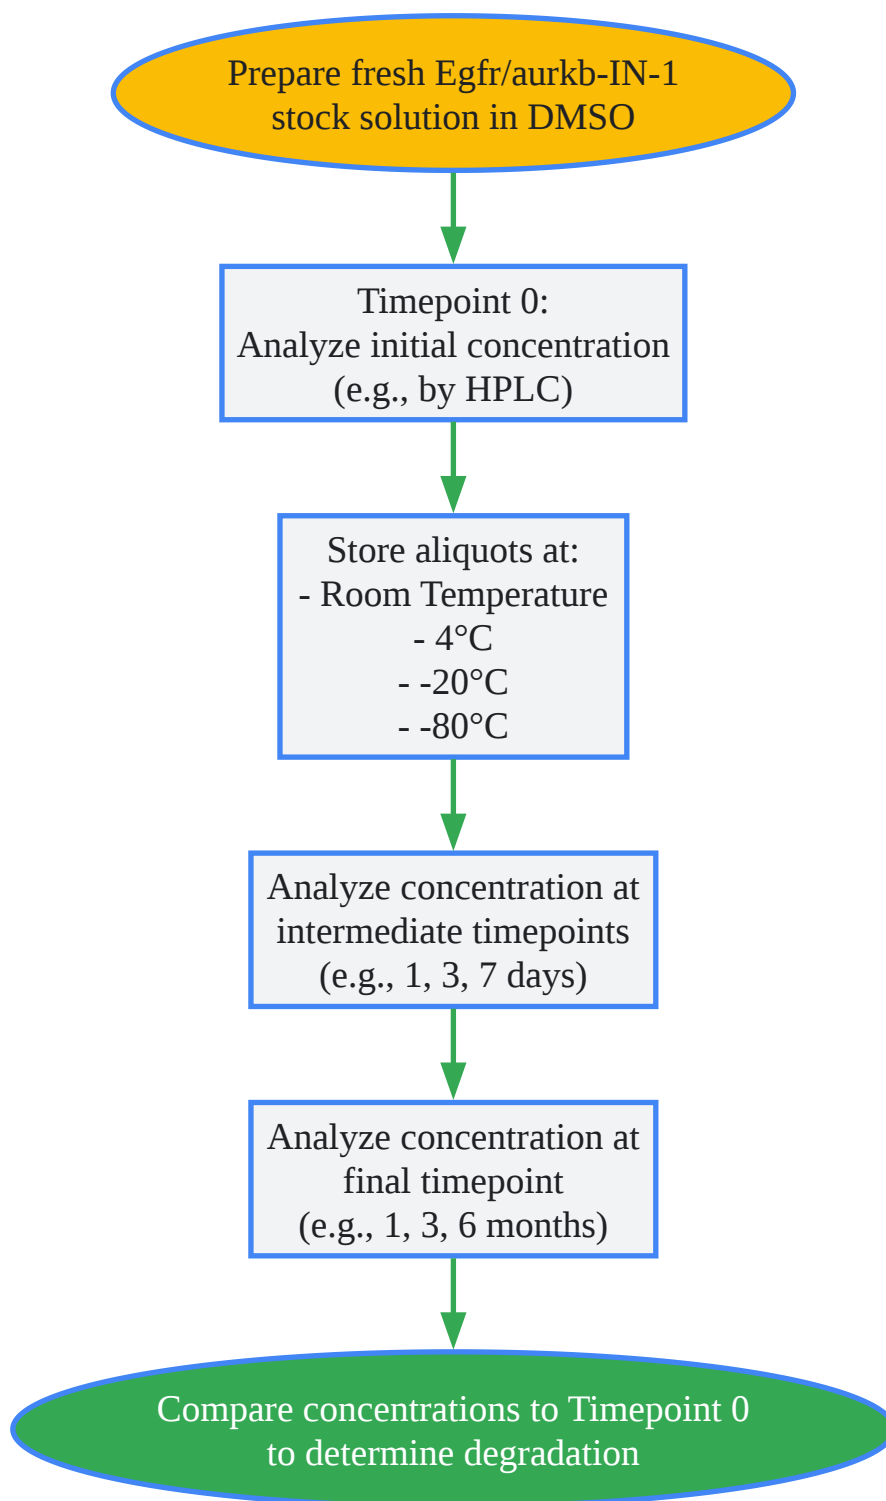 Prepare fresh Egfr/aurkb-IN-1
stock solution in DMSO
Timepoint 0:
Analyze initial concentration
(e.g., by HPLC)
Store aliquots at:
- Room Temperature
- 4°C
- -20°C
- -80°C
Analyze concentration at
intermediate timepoints
(e.g., 1, 3, 7 days)
Analyze concentration at
final timepoint
(e.g., 1, 3, 6 months)
Compare concentrations to Timepoint 0
to determine degradation